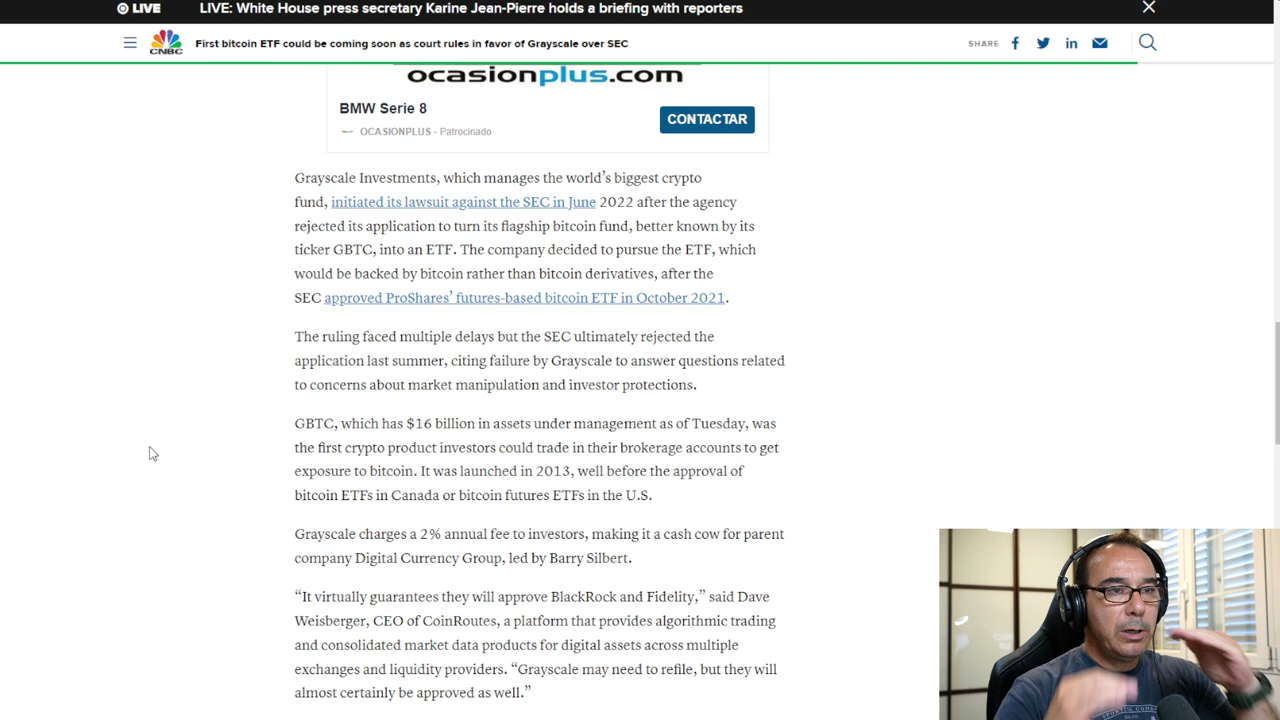 LIVE
LIVE: White House press secretary Karine Jean-Pierre holds a briefing with reporters
CNBC
First bitcoin ETF could be coming soon as court rules in favor of Grayscale over SEC
SHARE
ocasionplus.com
BMW Serie 8
OCASIONPLUS - Patrocinado
CONTACTAR
Grayscale Investments, which manages the world’s biggest crypto
fund, initiated its lawsuit against the SEC in June 2022 after the agency
rejected its application to turn its flagship bitcoin fund, better known by its
ticker GBTC, into an ETF. The company decided to pursue the ETF, which
would be backed by bitcoin rather than bitcoin derivatives, after the
SEC approved ProShares’ futures-based bitcoin ETF in October 2021.
The ruling faced multiple delays but the SEC ultimately rejected the
application last summer, citing failure by Grayscale to answer questions related
to concerns about market manipulation and investor protections.
GBTC, which has $16 billion in assets under management as of Tuesday, was
the first crypto product investors could trade in their brokerage accounts to get
exposure to bitcoin. It was launched in 2013, well before the approval of
bitcoin ETFs in Canada or bitcoin futures ETFs in the U.S.
Grayscale charges a 2% annual fee to investors, making it a cash cow for parent
company Digital Currency Group, led by Barry Silbert.
“It virtually guarantees they will approve BlackRock and Fidelity,” said Dave
Weisberger, CEO of CoinRoutes, a platform that provides algorithmic trading
and consolidated market data products for digital assets across multiple
exchanges and liquidity providers. “Grayscale may need to refile, but they will
almost certainly be approved as well.”